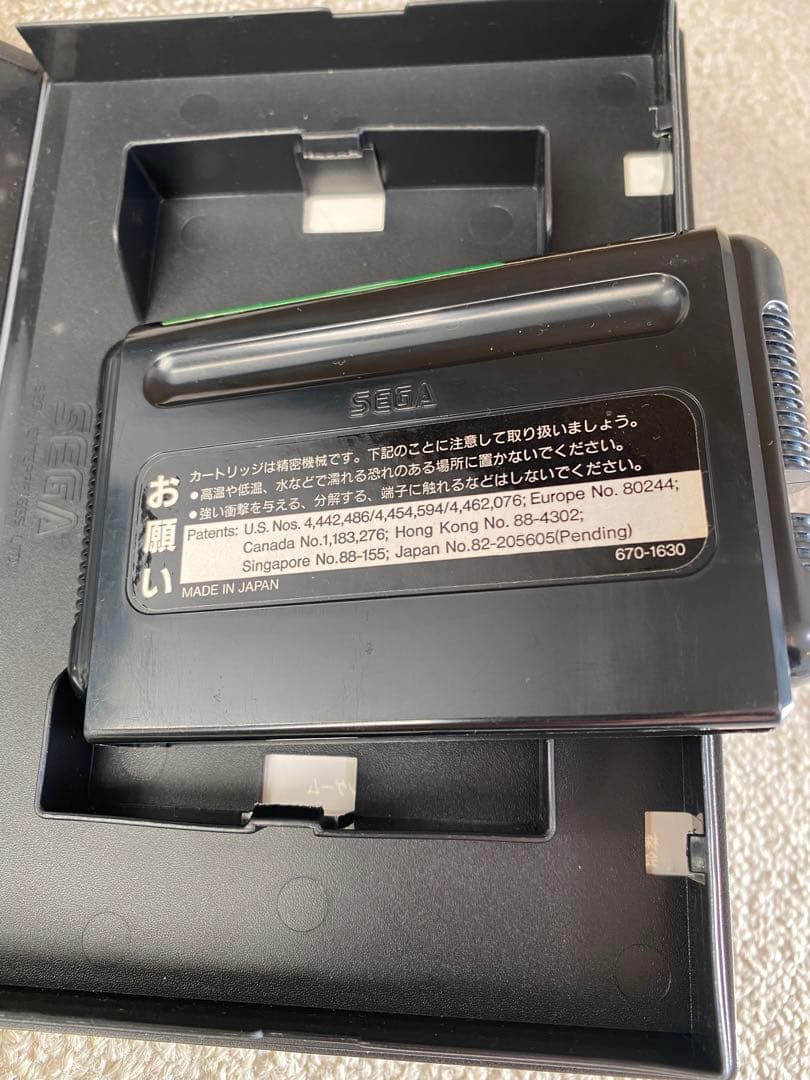 SEGA
お願い
カートリッジは精密機械です。下記のことに注意して取り扱いましょう。
●高温や低温、水などで濡れる恐れのある場所に置かないでください。
●強い衝撃を与える、分解する、端子に触れるなどはしないでください。
Patents: U.S. Nos. 4,442,486/4,454,594/4,462,076; Europe No. 80244;
Canada No.1,183,276; Hong Kong No. 88-4302;
Singapore No.88-155; Japan No.82-205605(Pending)
MADE IN JAPAN
670-1630
SEGA
SEGA ENTERPRISES LTD.
ゲーム